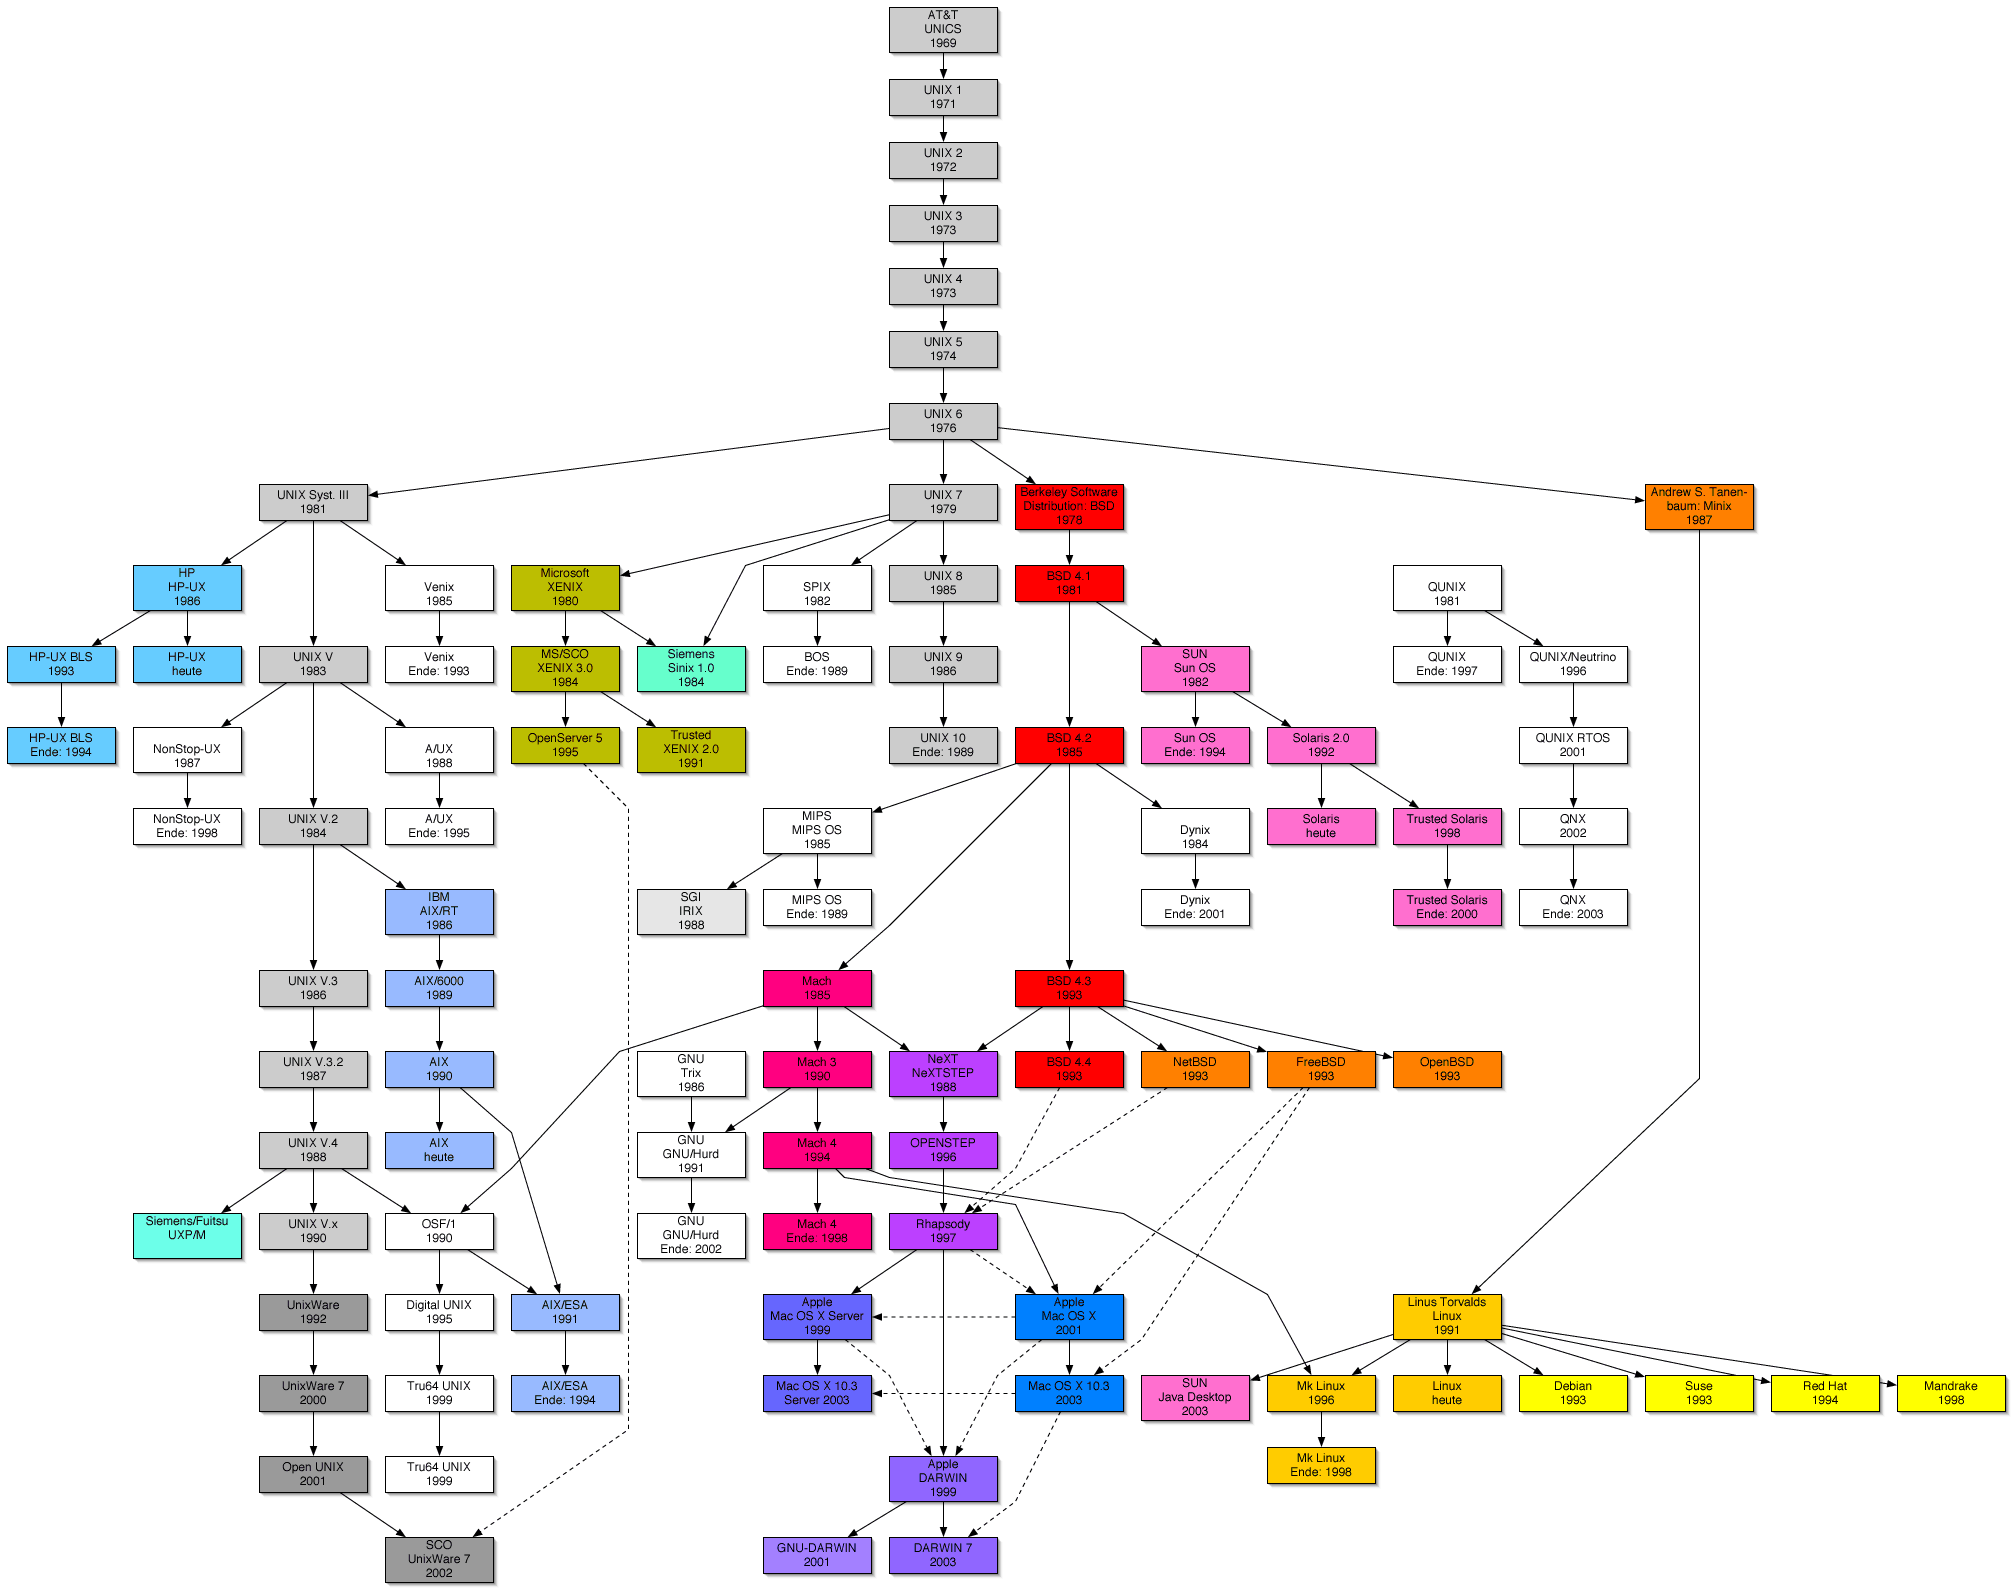 AT&T
UNICS
1969
UNIX 1
1971
UNIX 2
1972
UNIX 3
1973
UNIX 4
1973
UNIX 5
1974
UNIX 6
1976
UNIX Syst. III
1981
UNIX 7
1979
Berkeley Software
Distribution: BSD
1978
Andrew S. Tanen-
baum: Minix
1987
HP
HP-UX
1986
Venix
1985
Microsoft
XENIX
1980
SPIX
1982
UNIX 8
1985
BSD 4.1
1981
QUNIX
1981
HP-UX BLS
1993
HP-UX
heute
UNIX V
1983
Venix
Ende: 1993
MS/SCO
XENIX 3.0
1984
Siemens
Sinix 1.0
1984
BOS
Ende: 1989
UNIX 9
1986
SUN
Sun OS
1982
QUNIX
Ende: 1997
QUNIX/Neutrino
1996
HP-UX BLS
Ende: 1994
NonStop-UX
1987
A/UX
1988
OpenServer 5
1995
Trusted
XENIX 2.0
1991
UNIX 10
Ende: 1989
BSD 4.2
1985
Sun OS
Ende: 1994
Solaris 2.0
1992
QUNIX RTOS
2001
NonStop-UX
Ende: 1998
UNIX V.2
1984
A/UX
Ende: 1995
MIPS
MIPS OS
1985
Dynix
1984
Solaris
heute
Trusted Solaris
1998
QNX
2002
IBM
AIX/RT
1986
SGI
IRIX
1988
MIPS OS
Ende: 1989
Dynix
Ende: 2001
Trusted Solaris
Ende: 2000
QNX
Ende: 2003
UNIX V.3
1986
AIX/6000
1989
Mach
1985
BSD 4.3
1993
UNIX V.3.2
1987
AIX
1990
GNU
Trix
1986
Mach 3
1990
NeXT
NeXTSTEP
1988
BSD 4.4
1993
NetBSD
1993
FreeBSD
1993
OpenBSD
1993
UNIX V.4
1988
AIX
heute
GNU
GNU/Hurd
1991
Mach 4
1994
OPENSTEP
1996
Siemens/Fuitsu
UXP/M
UNIX V.x
1990
OSF/1
1990
GNU
GNU/Hurd
Ende: 2002
Mach 4
Ende: 1998
Rhapsody
1997
UnixWare
1992
Digital UNIX
1995
AIX/ESA
1991
Apple
Mac OS X Server
1999
Apple
Mac OS X
2001
Linus Torvalds
Linux
1991
UnixWare 7
2000
Tru64 UNIX
1999
AIX/ESA
Ende: 1994
Mac OS X 10.3
Server 2003
Mac OS X 10.3
2003
SUN
Java Desktop
2003
Mk Linux
1996
Linux
heute
Debian
1993
Suse
1993
Red Hat
1994
Mandrake
1998
Open UNIX
2001
Tru64 UNIX
1999
Apple
DARWIN
1999
Mk Linux
Ende: 1998
SCO
UnixWare 7
2002
GNU-DARWIN
2001
DARWIN 7
2003